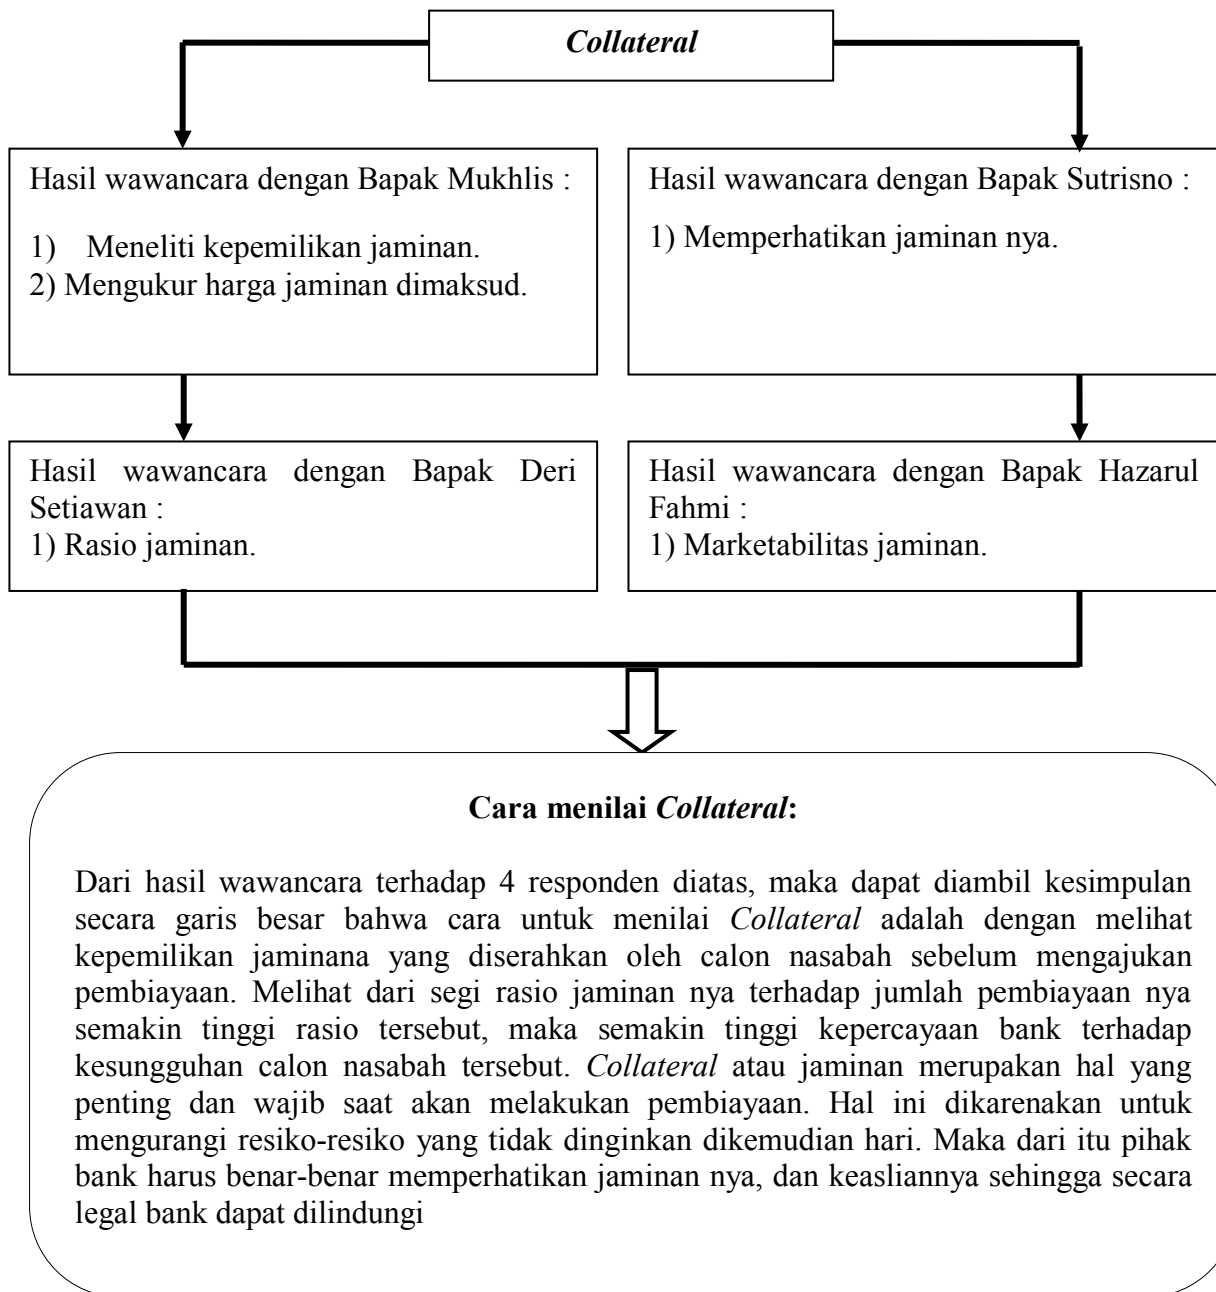 Collateral
Hasil wawancara dengan Bapak Mukhlis :
1) Meneliti kepemilikan jaminan.
2) Mengukur harga jaminan dimaksud.
Hasil wawancara dengan Bapak Sutrisno :
1) Memperhatikan jaminan nya.
Hasil wawancara dengan Bapak Deri
Setiawan :
1) Rasio jaminan.
Hasil wawancara dengan Bapak Hazarul
Fahmi :
1) Marketabilitas jaminan.
Cara menilai Collateral:
Dari hasil wawancara terhadap 4 responden diatas, maka dapat diambil kesimpulan
secara garis besar bahwa cara untuk menilai Collateral adalah dengan melihat
kepemilikan jaminana yang diserahkan oleh calon nasabah sebelum mengajukan
pembiayaan. Melihat dari segi rasio jaminan nya terhadap jumlah pembiayaan nya
semakin tinggi rasio tersebut, maka semakin tinggi kepercayaan bank terhadap
kesungguhan calon nasabah tersebut. Collateral atau jaminan merupakan hal yang
penting dan wajib saat akan melakukan pembiayaan. Hal ini dikarenakan untuk
mengurangi resiko-resiko yang tidak dinginkan dikemudian hari. Maka dari itu pihak
bank harus benar-benar memperhatikan jaminan nya, dan keasliannya sehingga secara
legal bank dapat dilindungi